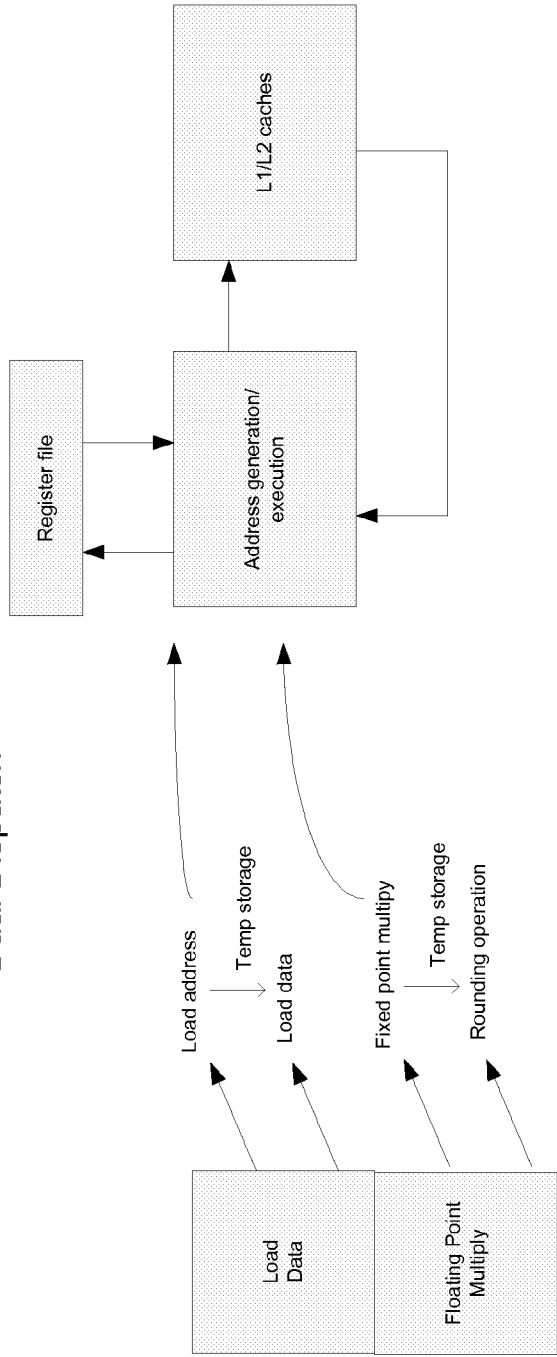 Load
Data
Floating Point
Multiply
Load address
Temp storage
Load data
Fixed point multipy
Temp storage
Rounding operation
Register file
Address generation/
execution
L1/L2 caches